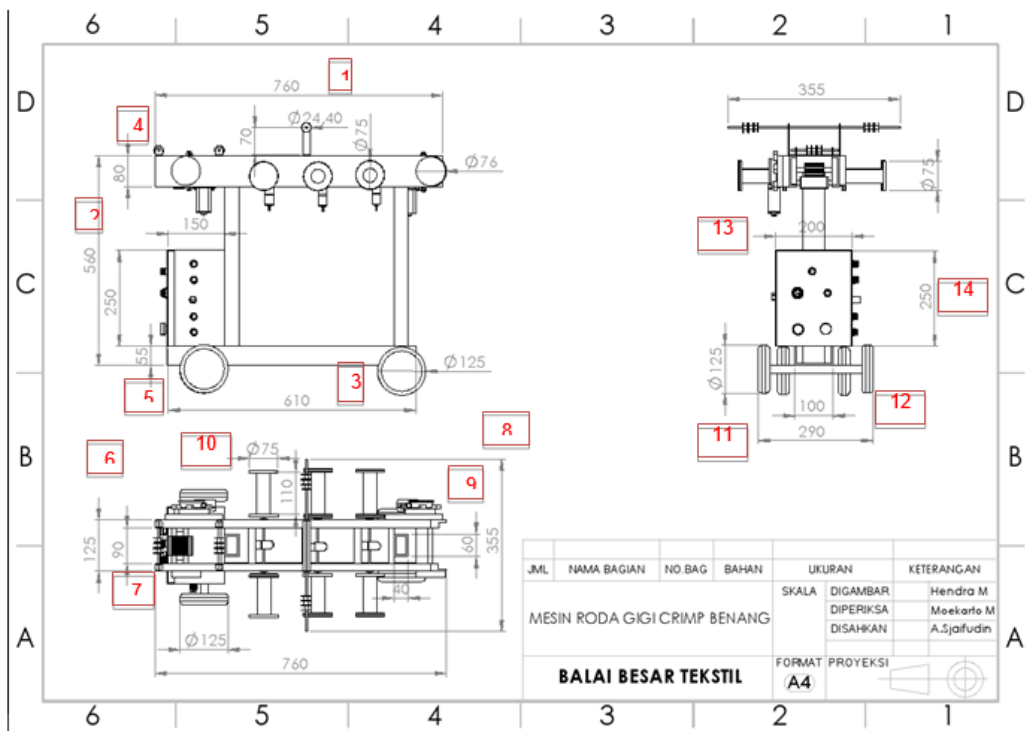 6 5 4 3 2 1
D D
1
760
4
Ø24,40
70
Ø75
Ø76
80
2
150
560
250
55
Ø125
3
5
610
355
Ø75
13
200
C C
14
250
Ø125
100
12
11
290
8
B B
6
10
Ø75
9
110
125
90
60
355
7
40
Ø125
760
A A
JML NAMA BAGIAN NO.BAG BAHAN UKURAN KETERANGAN
SKALA DIGAMBAR Hendra M
DIPERIKSA Moekarto M
DISAHKAN A.Sjaifudin
MESIN RODA GIGI CRIMP BENANG
BALAI BESAR TEKSTIL
FORMAT PROYEKSI
A4
6 5 4 3 2 1